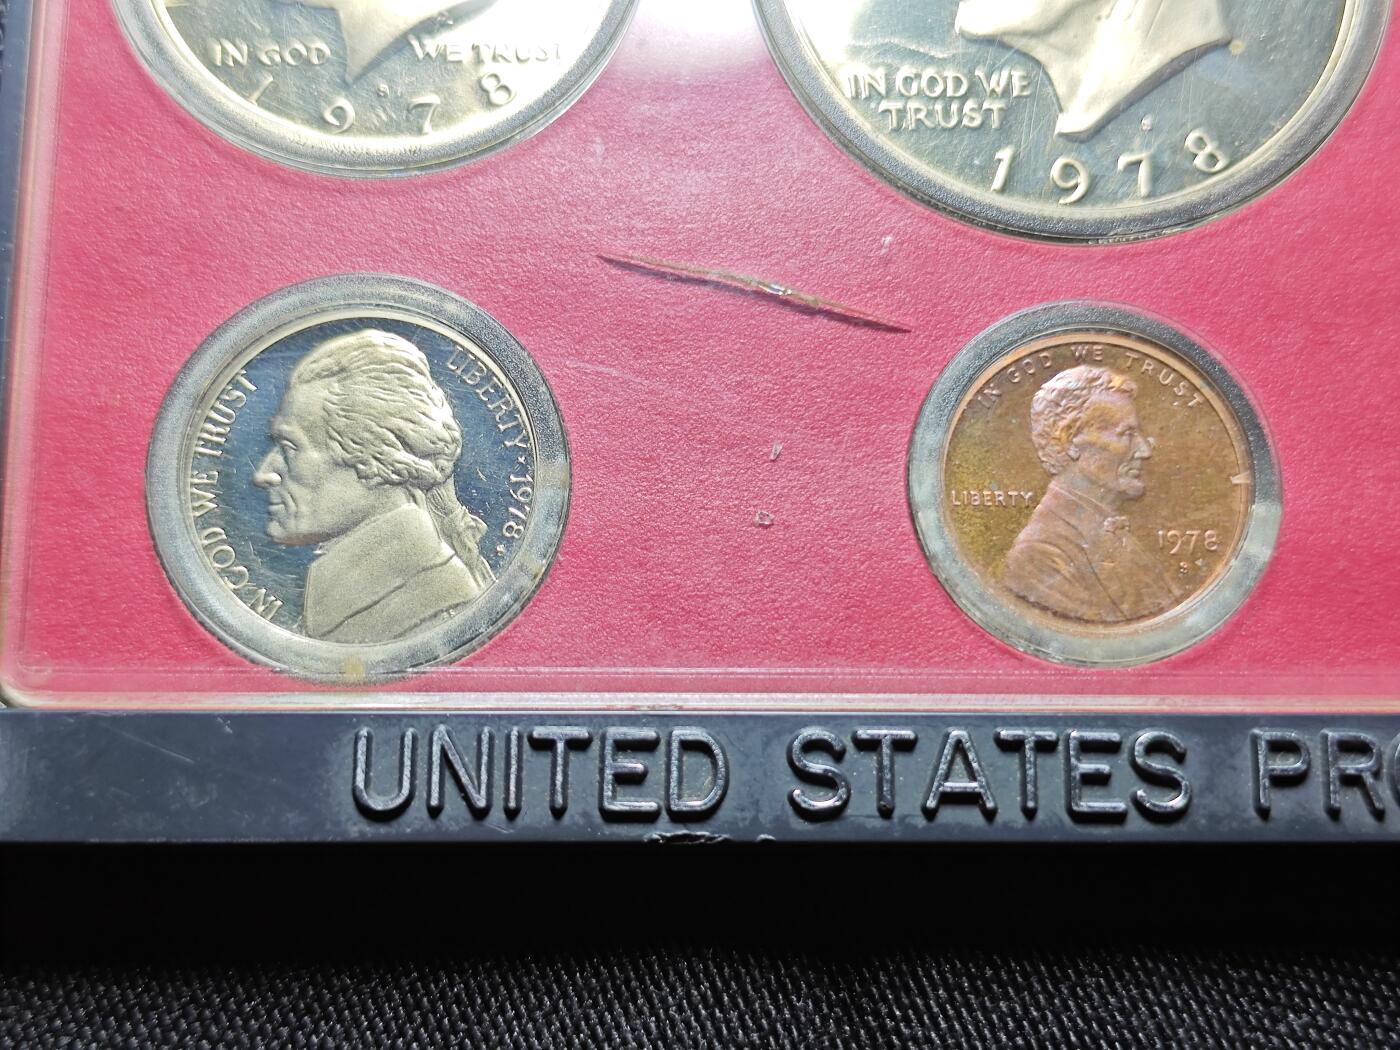 IN GOD WE TRUST
1978
S
IN GOD WE
TRUST
1978
IN GOD WE TRUST
LIBERTY ★ 1978
IN GOD WE TRUST
LIBERTY
1978
S
UNITED STATES PRO